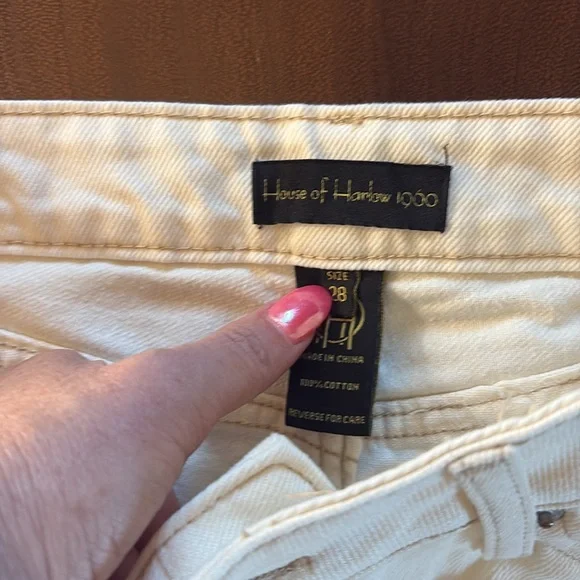 House of Harlow 1960
SIZE
28
MADE IN CHINA
100% COTTON
REVERSE FOR CARE